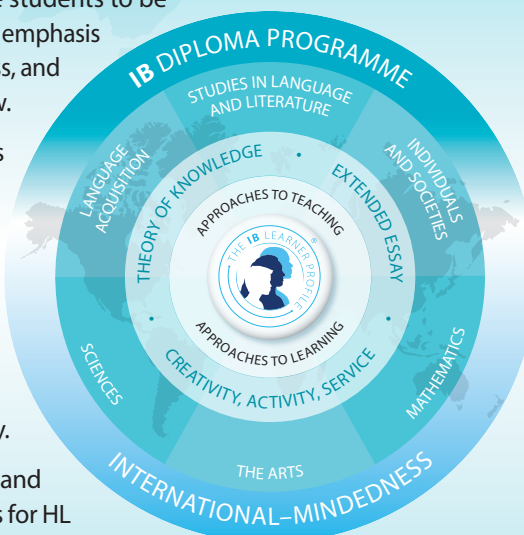 e students to be
emphasis
ss, and
w.
s
y.
and
s for HL
IB DIPLOMA PROGRAMME
STUDIES IN LANGUAGE
AND LITERATURE
LANGUAGE
ACQUISITION
INDIVIDUALS
AND SOCIETIES
THEORY OF KNOWLEDGE •
EXTENDED ESSAY •
APPROACHES TO TEACHING
THE IB LEARNER PROFILE ®
APPROACHES TO LEARNING
CREATIVITY, ACTIVITY, SERVICE •
SCIENCES
MATHEMATICS
THE ARTS
INTERNATIONAL–MINDEDNESS